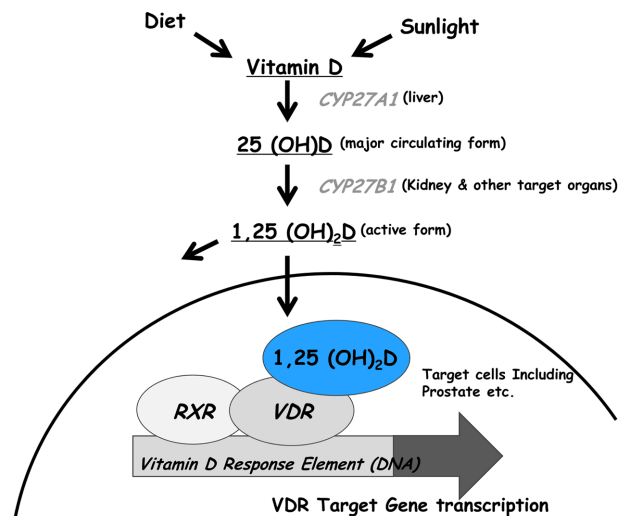 Diet
Sunlight
Vitamin D
CYP27A1 (liver)
25 (OH)D (major circulating form)
CYP27B1 (Kidney & other target organs)
1,25 (OH)₂D (active form)
1,25 (OH)₂D
Target cells Including
Prostate etc.
RXR
VDR
Vitamin D Response Element (DNA)
VDR Target Gene transcription